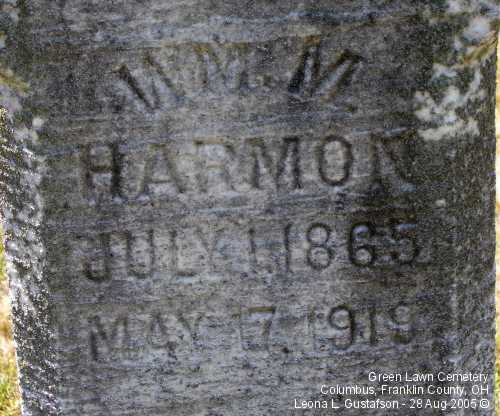 WM. M.
HARMON
JULY 1, 1865
MAY 17, 1919
Green Lawn Cemetery
Columbus, Franklin County, OH
Leona L. Gustafson - 28 Aug 2005 ©